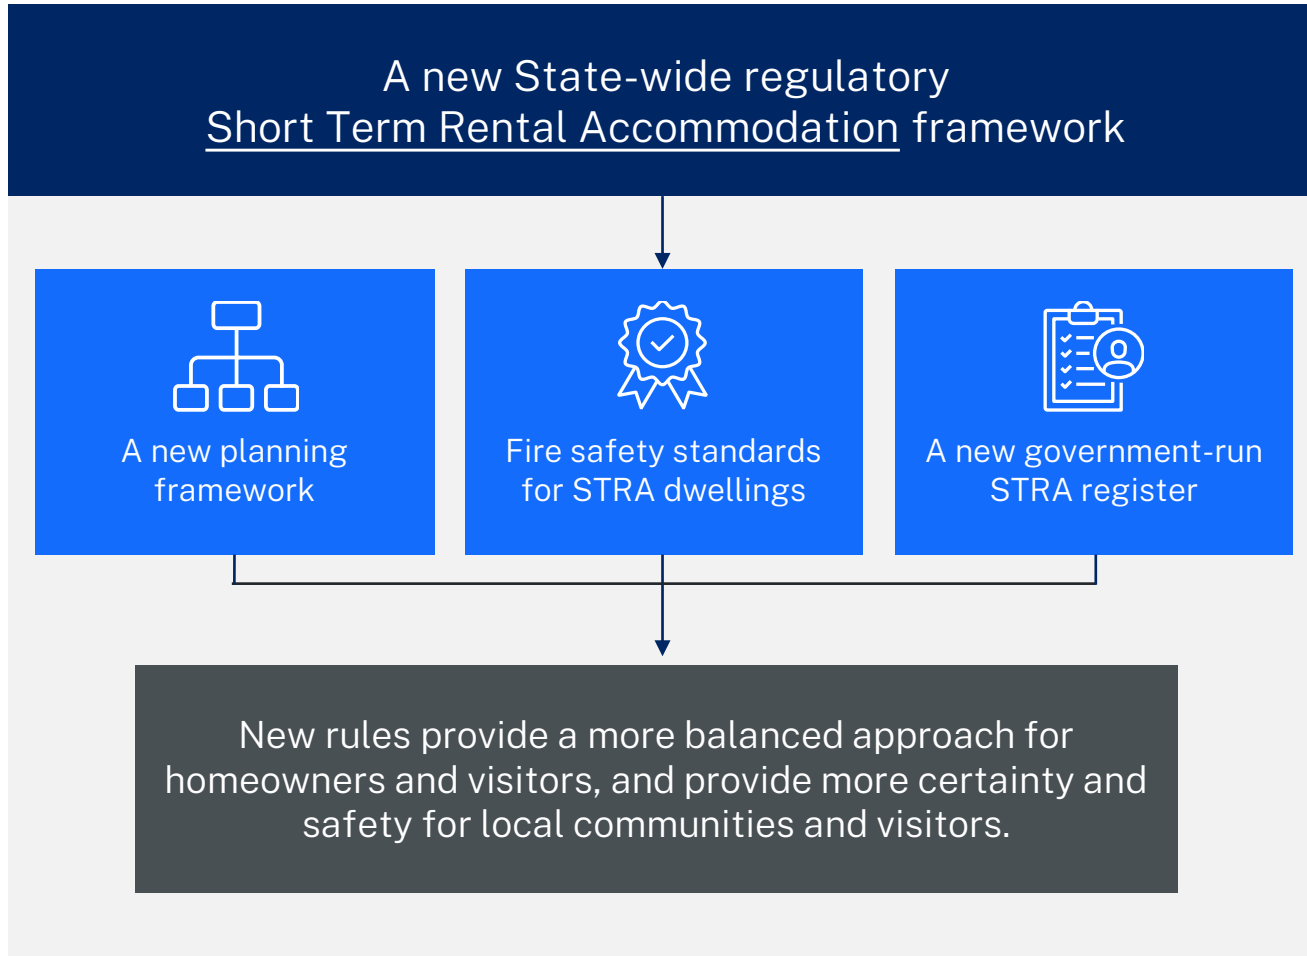 A new State-wide regulatory
Short Term Rental Accommodation framework
A new planning
framework
Fire safety standards
for STRA dwellings
A new government-run
STRA register
New rules provide a more balanced approach for
homeowners and visitors, and provide more certainty and
safety for local communities and visitors.